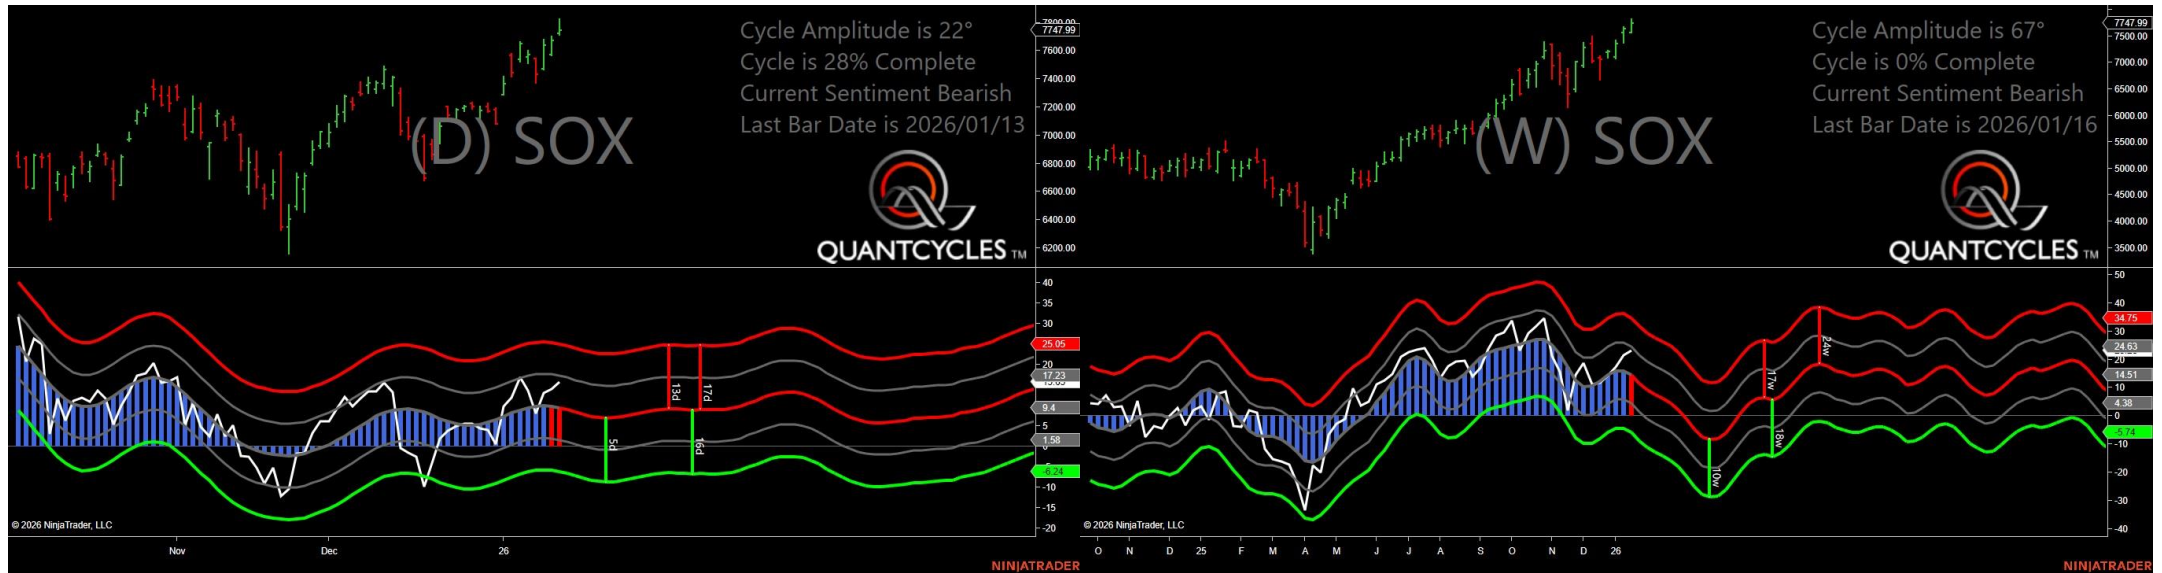 Cycle Amplitude is 22°
Cycle is 28% Complete
Current Sentiment Bearish
Last Bar Date is 2026/01/13
(D) SOX
QUANTCYCLES TM
7800.00
7747.99
7600.00
7400.00
7200.00
7000.00
6800.00
6600.00
6400.00
6200.00
40
35
30
25.05
20
17.23
9.4
5
1.58
0
-6.24
-10
-15
-20
5d
13d
16d
17d
© 2026 NinjaTrader, LLC
Nov
Dec
26
NINJATRADER
Cycle Amplitude is 67°
Cycle is 0% Complete
Current Sentiment Bearish
Last Bar Date is 2026/01/16
(W) SOX
QUANTCYCLES TM
7747.99
7500.00
7000.00
6500.00
6000.00
5500.00
5000.00
4500.00
4000.00
3500.00
50
40
34.75
30
24.63
20
14.51
10
4.38
0
-5.74
-10
-20
-30
-40
10w
17w
18w
24w
© 2026 NinjaTrader, LLC
O N D 25 F M A M J J A S O N D 26
NINJATRADER